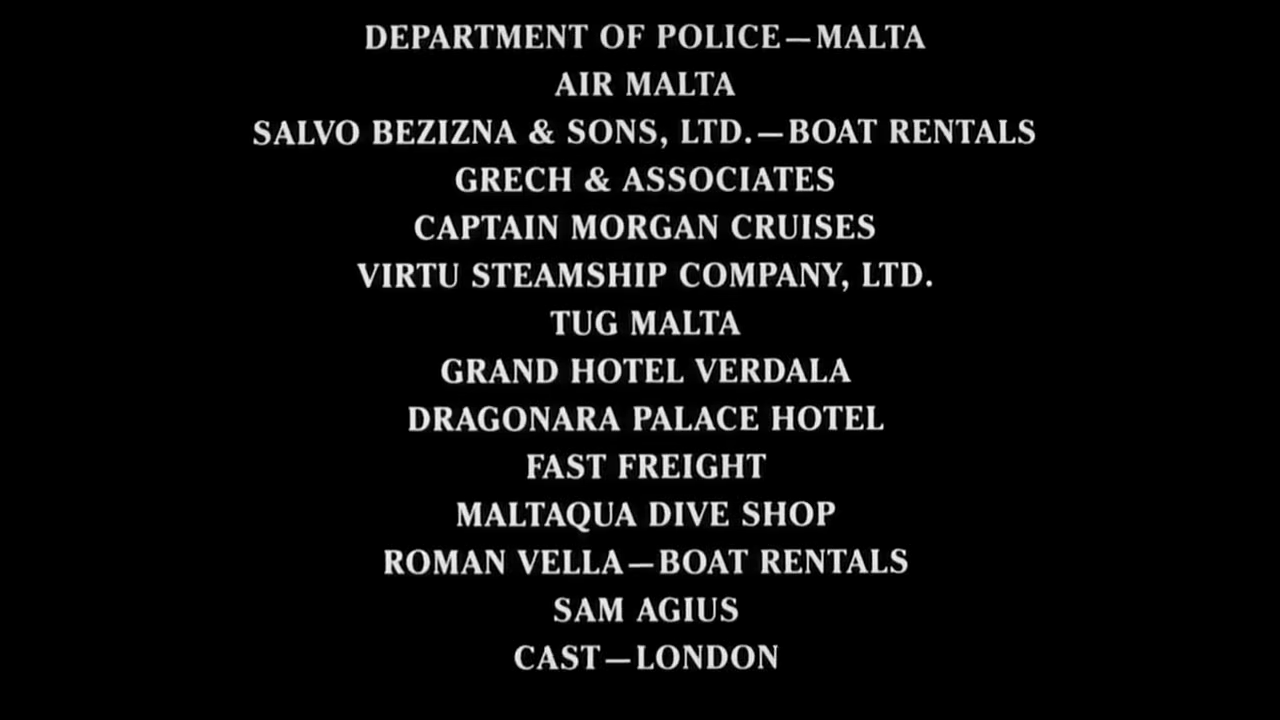 DEPARTMENT OF POLICE—MALTA
AIR MALTA
SALVO BEZIZNA & SONS, LTD.—BOAT RENTALS
GRECH & ASSOCIATES
CAPTAIN MORGAN CRUISES
VIRTU STEAMSHIP COMPANY, LTD.
TUG MALTA
GRAND HOTEL VERDALA
DRAGONARA PALACE HOTEL
FAST FREIGHT
MALTAQUA DIVE SHOP
ROMAN VELLA—BOAT RENTALS
SAM AGIUS
CAST—LONDON